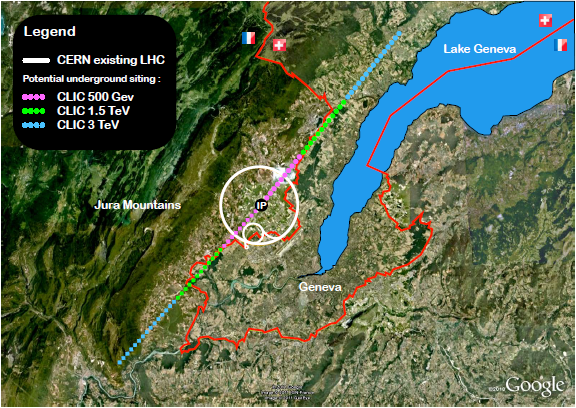 Legend
CERN existing LHC
Potential underground siting :
CLIC 500 Gev
CLIC 1.5 TeV
CLIC 3 TeV
Lake Geneva
Jura Mountains
IP
Geneva
©2010 Google